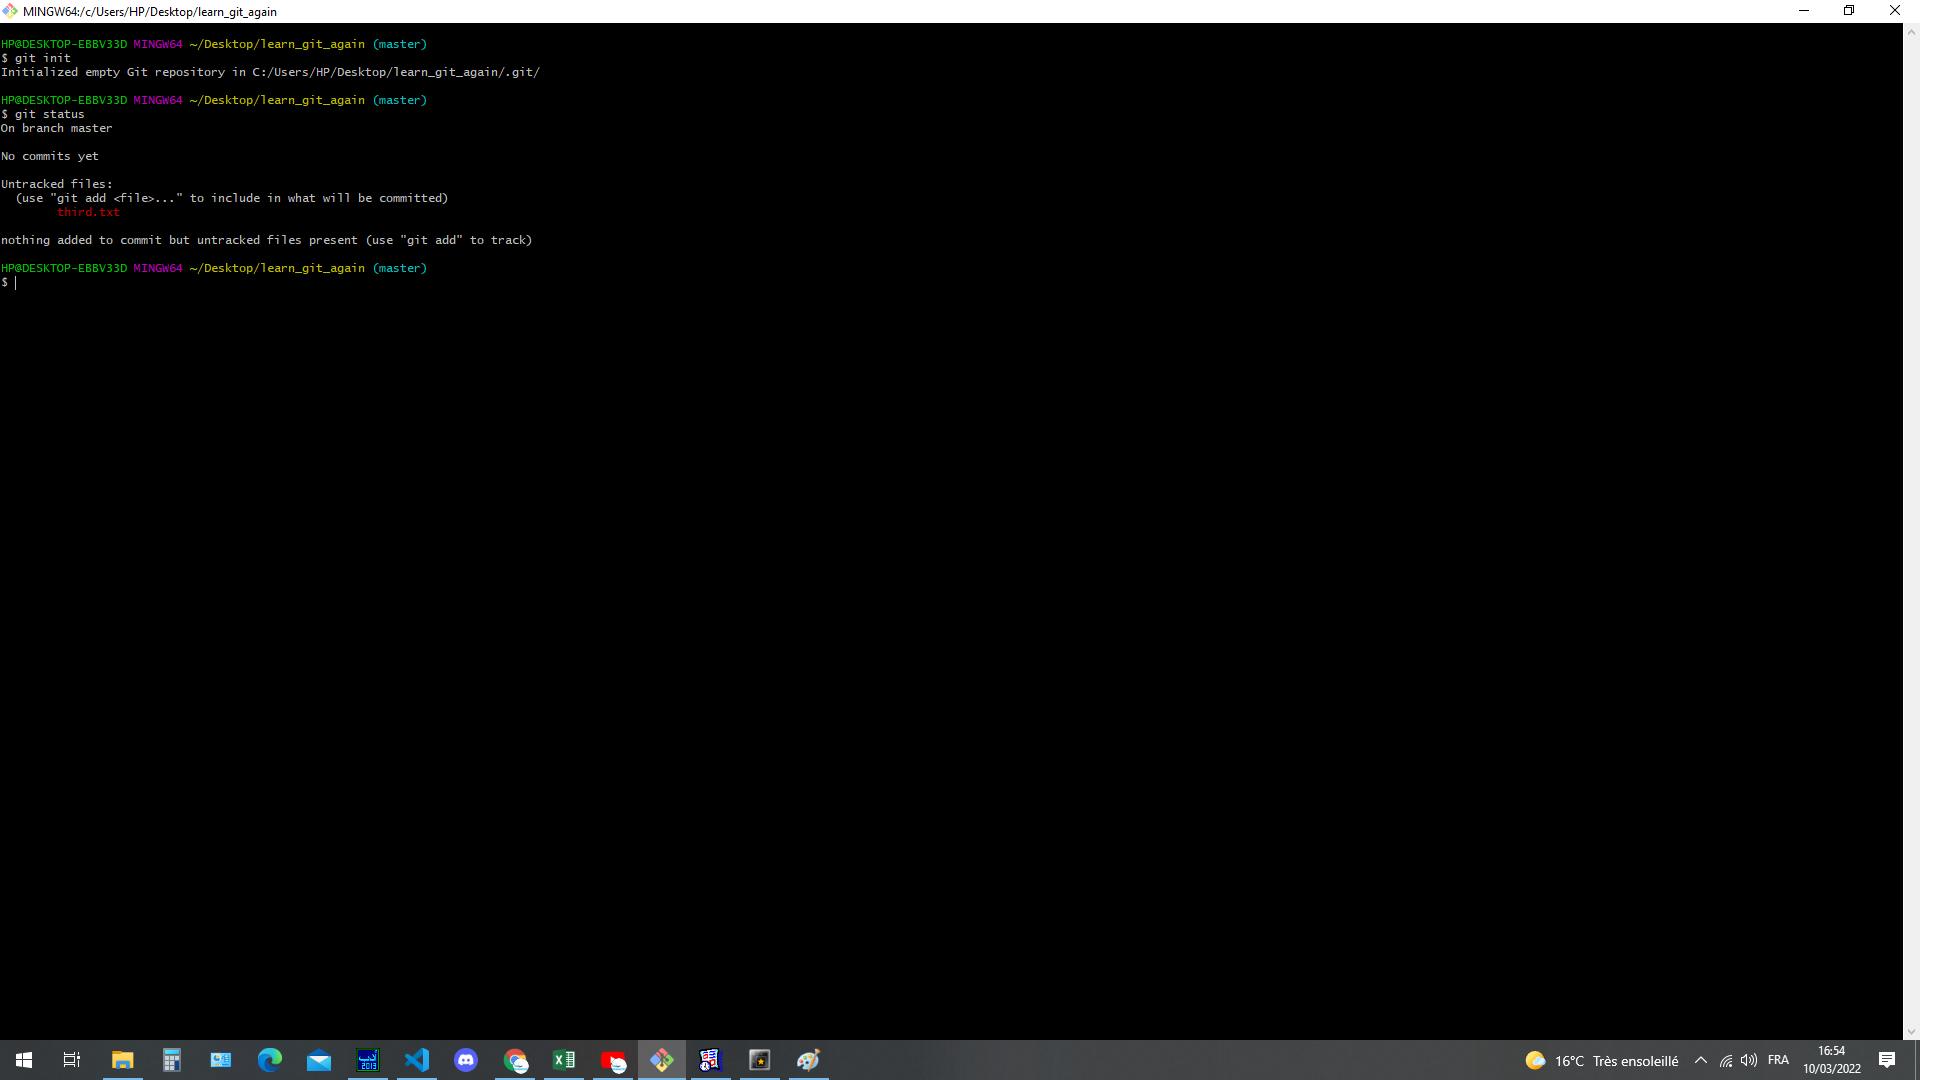 MINGW64:/c/Users/HP/Desktop/learn_git_again
HP@DESKTOP-EBBV33D MINGW64 ~/Desktop/learn_git_again (master)
$ git init
Initialized empty Git repository in C:/Users/HP/Desktop/learn_git_again/.git/
HP@DESKTOP-EBBV33D MINGW64 ~/Desktop/learn_git_again (master)
$ git status
On branch master
No commits yet
Untracked files:
(use "git add <file>..." to include in what will be committed)
third.txt
nothing added to commit but untracked files present (use "git add" to track)
HP@DESKTOP-EBBV33D MINGW64 ~/Desktop/learn_git_again (master)
$
2013
16°C Très ensoleillé
FRA
16:54
10/03/2022